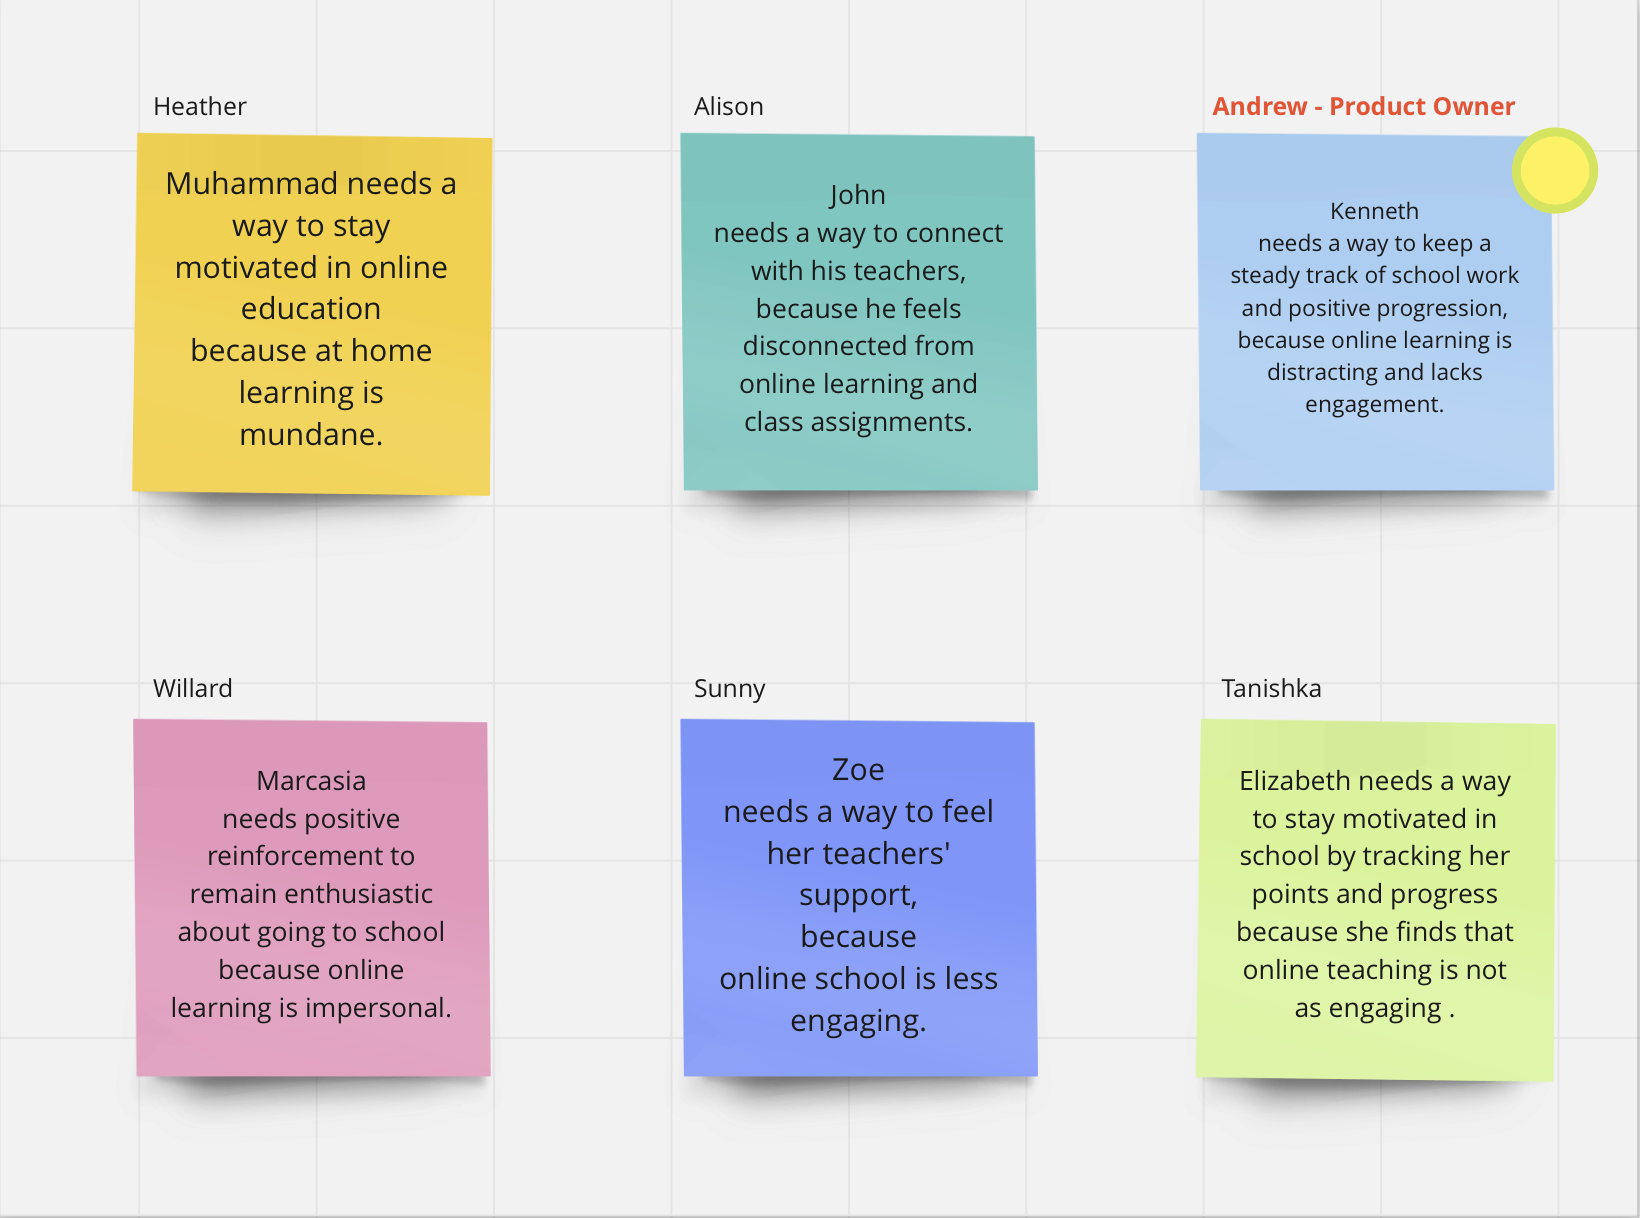 Heather
Muhammad needs a
way to stay
motivated in online
education
because at home
learning is
mundane.
Alison
John
needs a way to connect
with his teachers,
because he feels
disconnected from
online learning and
class assignments.
Andrew - Product Owner
Kenneth
needs a way to keep a
steady track of school work
and positive progression,
because online learning is
distracting and lacks
engagement.
Willard
Marcasia
needs positive
reinforcement to
remain enthusiastic
about going to school
because online
learning is impersonal.
Sunny
Zoe
needs a way to feel
her teachers'
support,
because
online school is less
engaging.
Tanishka
Elizabeth needs a way
to stay motivated in
school by tracking her
points and progress
because she finds that
online teaching is not
as engaging .